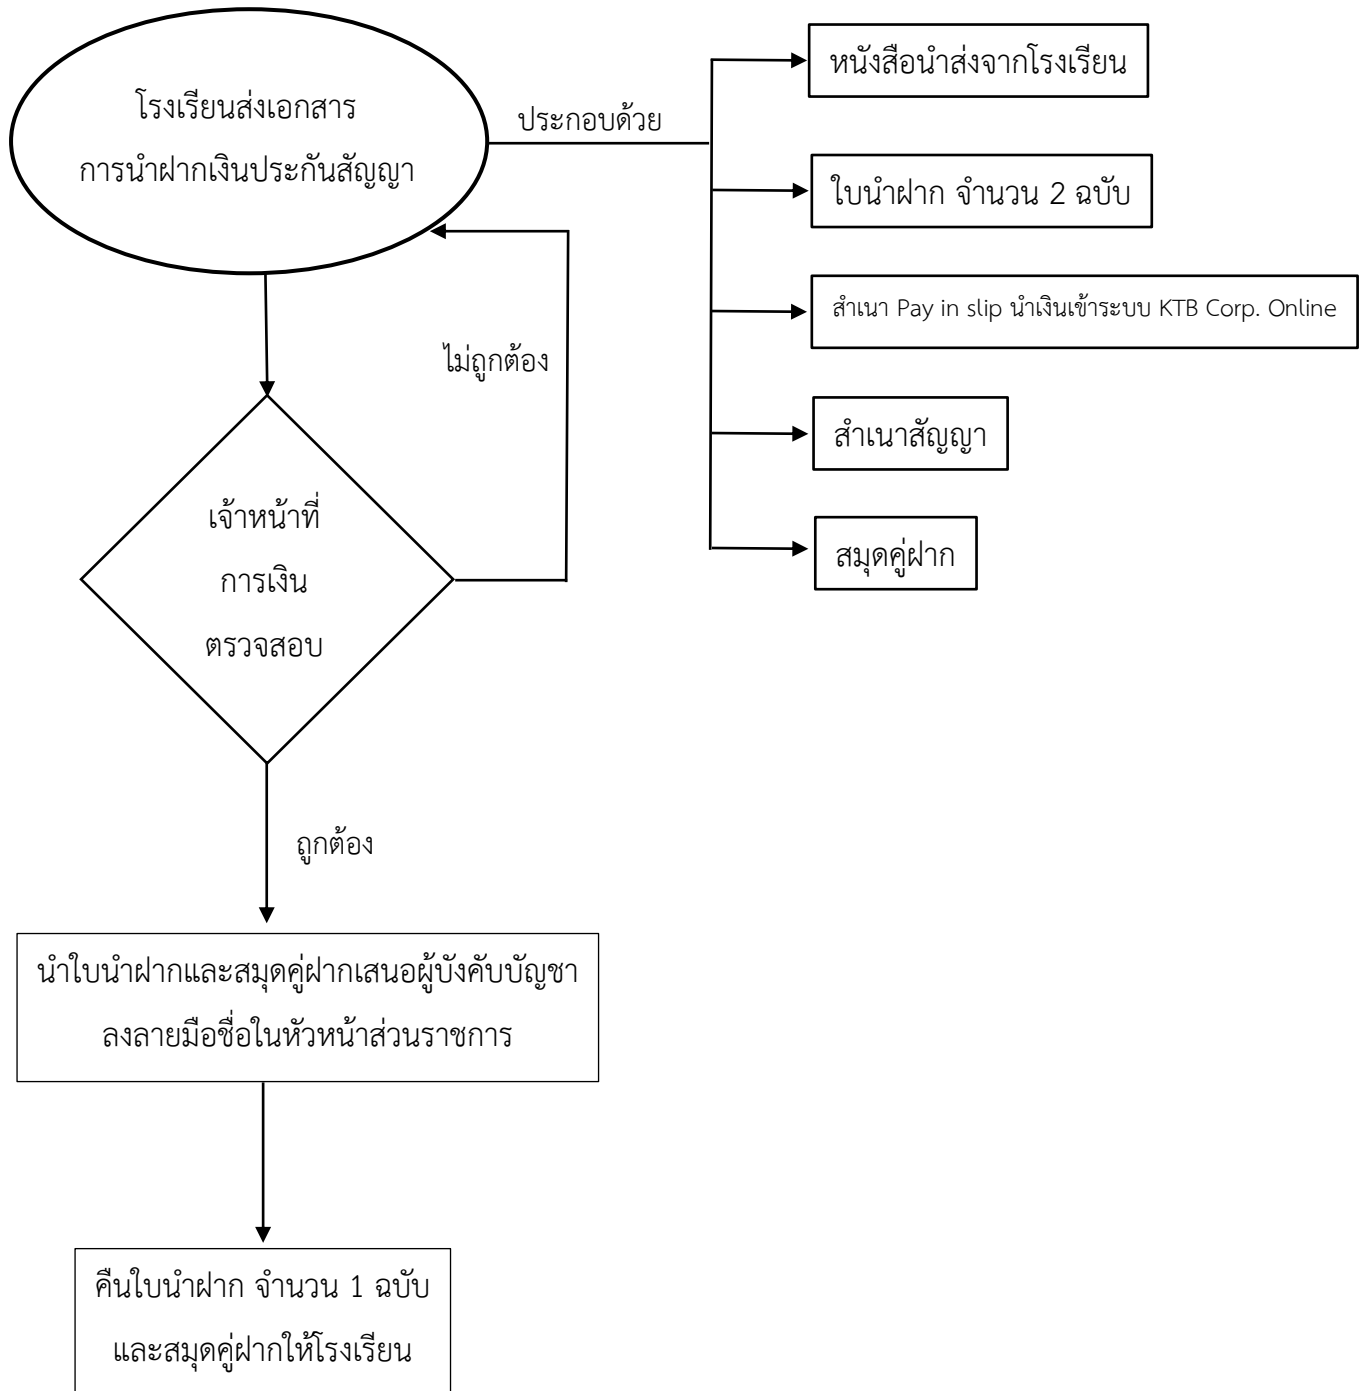 โรงเรียนส่งเอกสาร
การนำฝากเงินประกันสัญญา
ประกอบด้วย
หนังสือนำส่งจากโรงเรียน
ใบนำฝาก จำนวน 2 ฉบับ
สำเนา Pay in slip นำเงินเข้าระบบ KTB Corp. Online
สำเนาสัญญา
สมุดคู่ฝาก
ไม่ถูกต้อง
เจ้าหน้าที่
การเงิน
ตรวจสอบ
ถูกต้อง
นำใบนำฝากและสมุดคู่ฝากเสนอผู้บังคับบัญชา
ลงลายมือชื่อในหัวหน้าส่วนราชการ
คืนใบนำฝาก จำนวน 1 ฉบับ
และสมุดคู่ฝากให้โรงเรียน